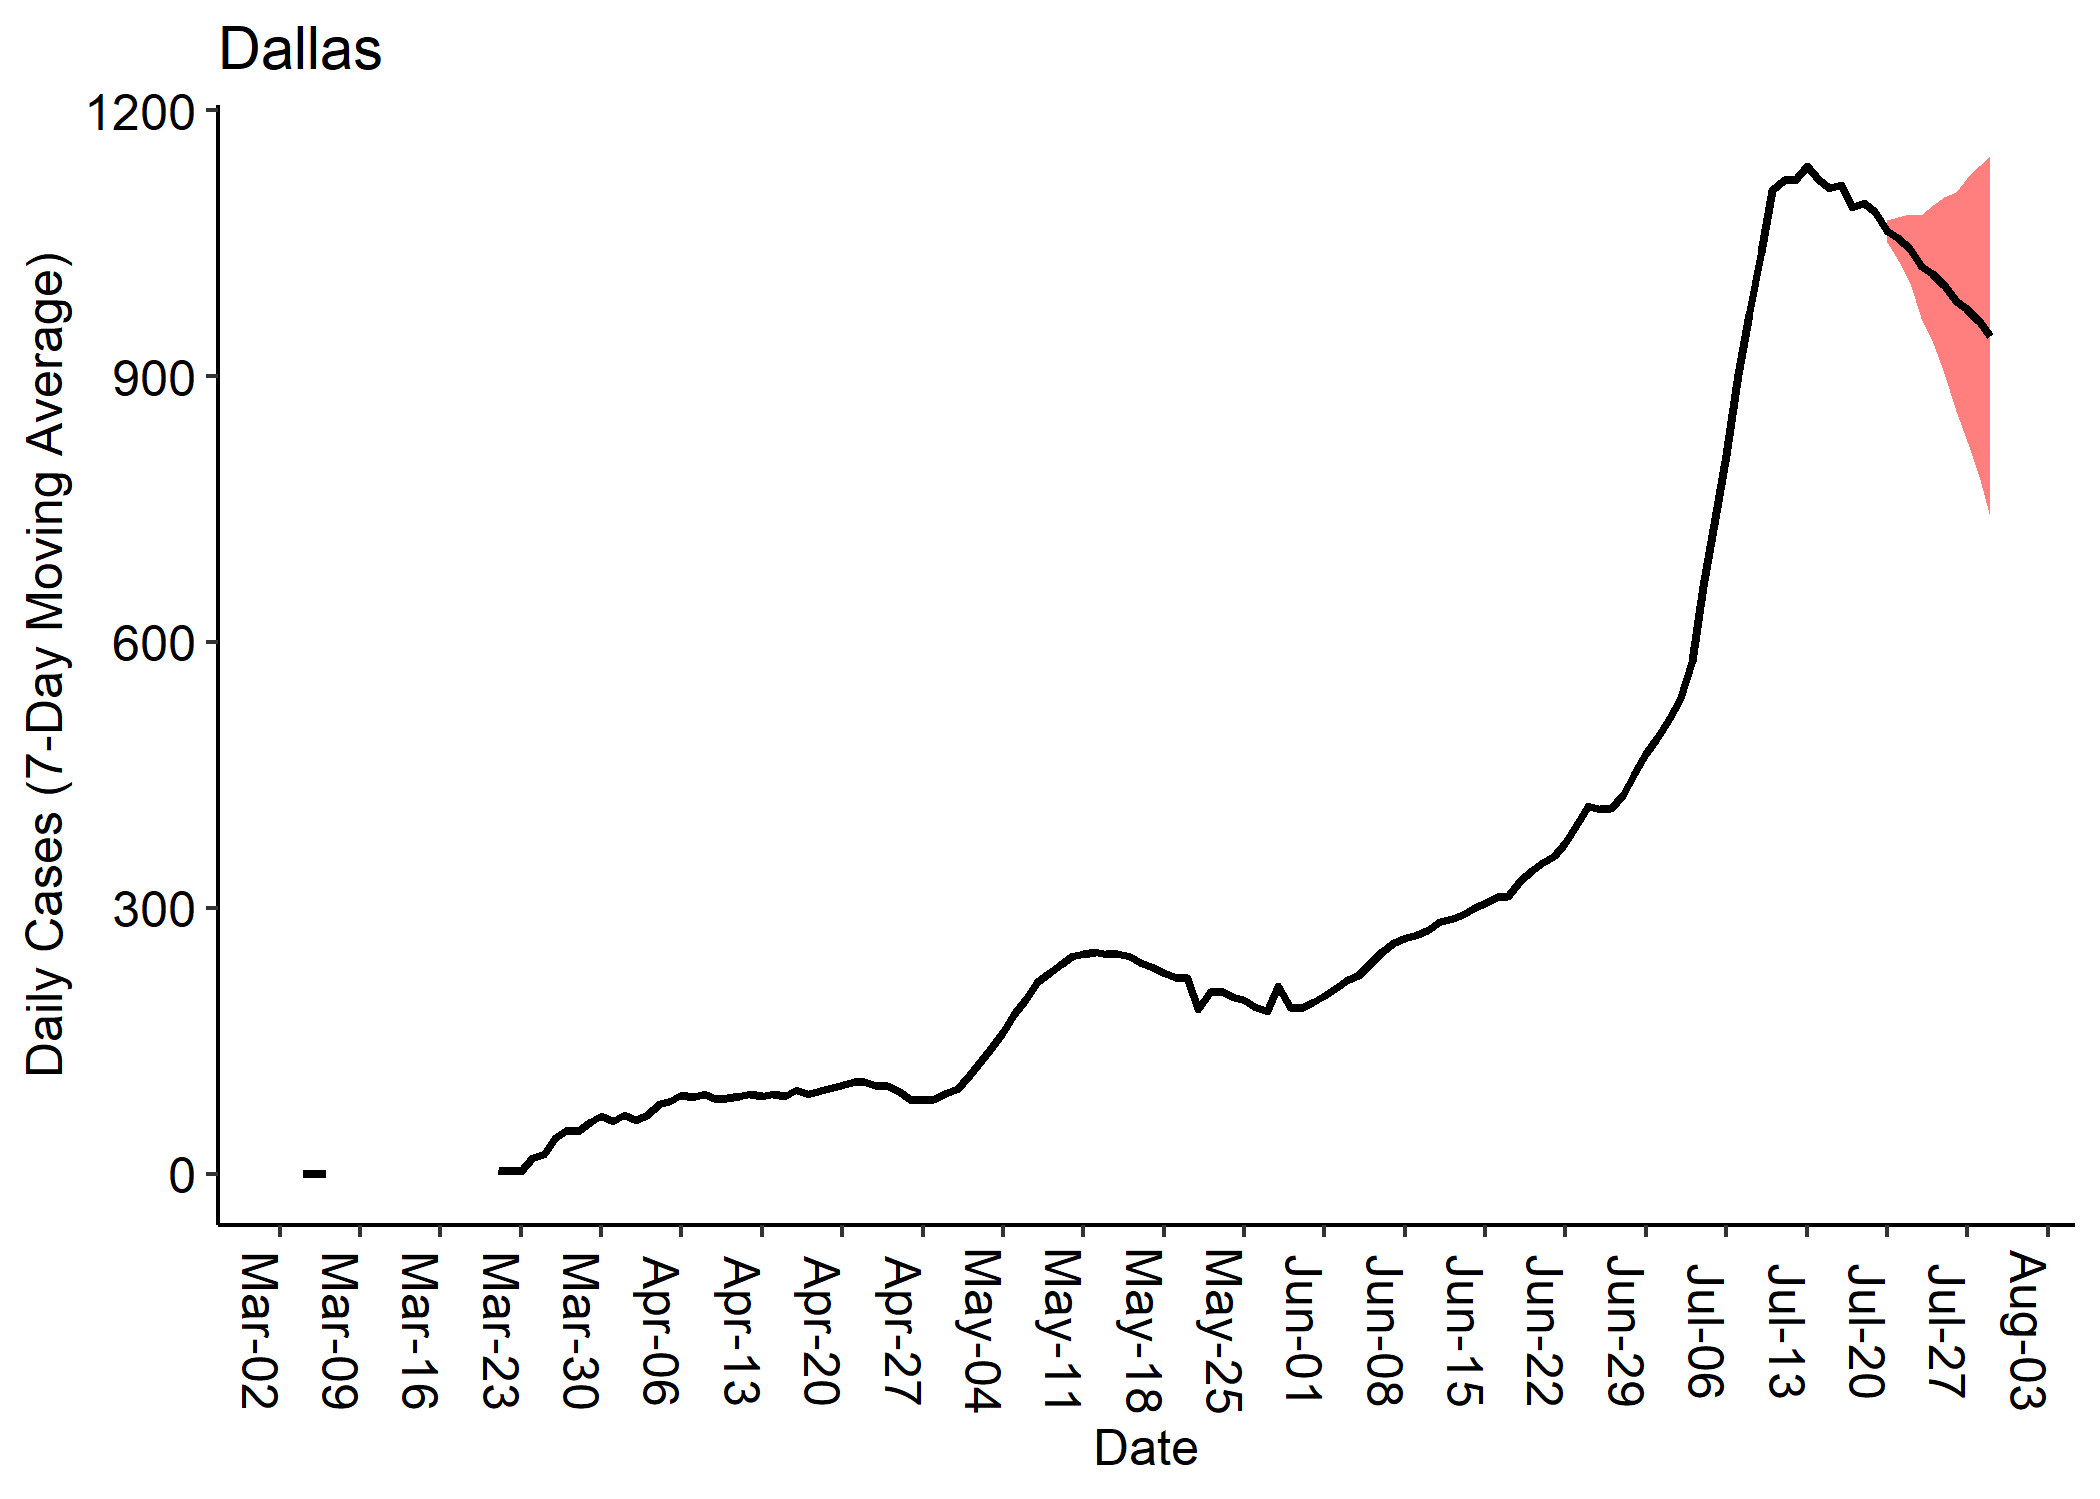 Dallas
Daily Cases (7-Day Moving Average)
1200
900
600
300
0
Mar-02
Mar-09
Mar-16
Mar-23
Mar-30
Apr-06
Apr-13
Apr-20
Apr-27
May-04
May-11
May-18
May-25
Jun-01
Jun-08
Jun-15
Jun-22
Jun-29
Jul-06
Jul-13
Jul-20
Jul-27
Aug-03
Date